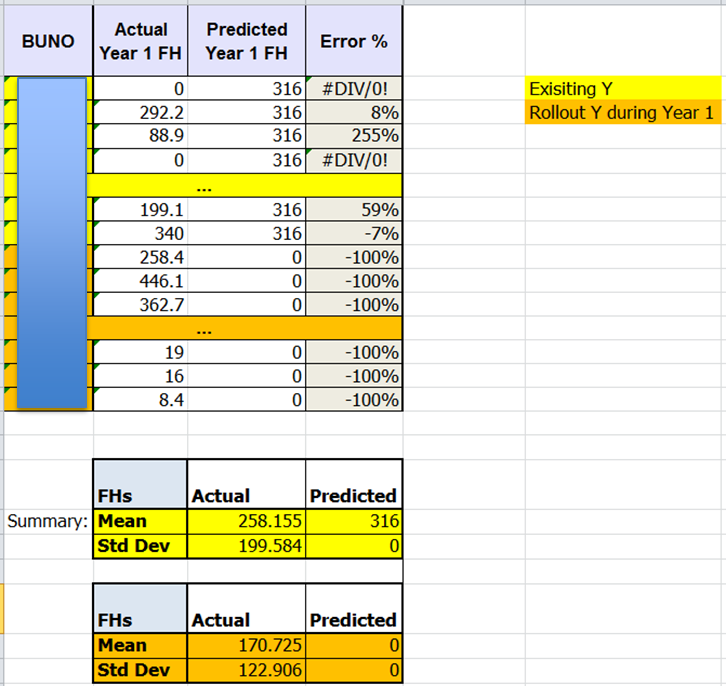 BUNO Actual Year 1 FH Predicted Year 1 FH Error %
0 316 #DIV/0! Exisiting Y
292.2 316 8% Rollout Y during Year 1
88.9 316 255%
0 316 #DIV/0!
...
199.1 316 59%
340 316 -7%
258.4 0 -100%
446.1 0 -100%
362.7 0 -100%
...
19 0 -100%
16 0 -100%
8.4 0 -100%
FHs Actual Predicted
Summary: Mean 258.155 316
Std Dev 199.584 0
FHs Actual Predicted
Mean 170.725 0
Std Dev 122.906 0